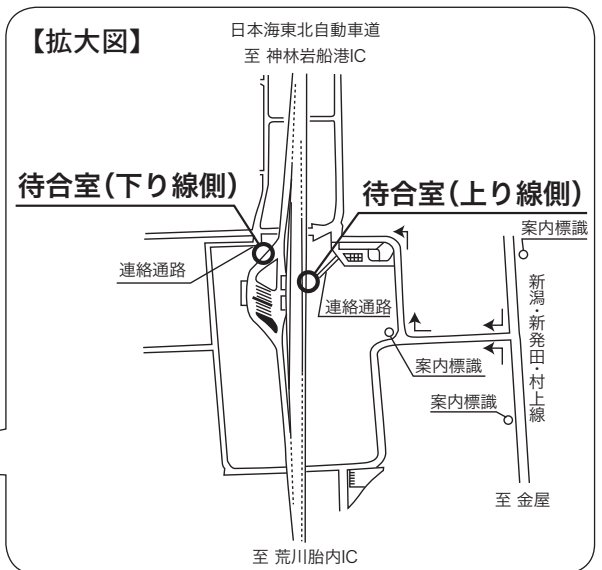 【拡大図】
日本海東北自動車道
至 神林岩船港IC
待合室(下り線側)
待合室(上り線側)
案内標識
連絡通路
連絡通路
新潟・新発田・村上線
案内標識
案内標識
至 金屋
至 荒川胎内IC